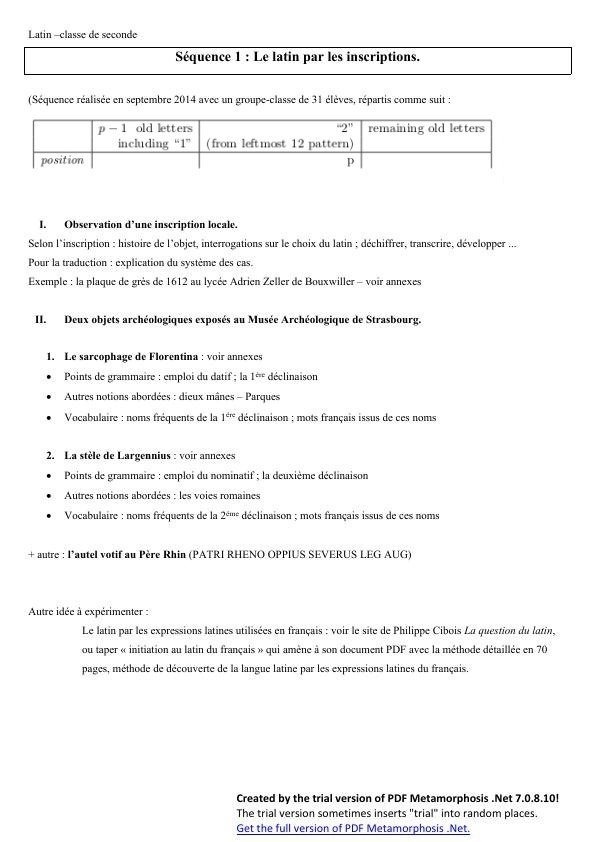 Latin –classe de seconde
Séquence 1 : Le latin par les inscriptions.
(Séquence réalisée en septembre 2014 avec un groupe-classe de 31 élèves, répartis comme suit :
p − 1 old letters including “1” “2” (from leftmost 12 pattern) remaining old letters
position p
I. Observation d’une inscription locale.
Selon l’inscription : histoire de l’objet, interrogations sur le choix du latin ; déchiffrer, transcrire, développer ...
Pour la traduction : explication du système des cas.
Exemple : la plaque de grès de 1612 au lycée Adrien Zeller de Bouxwiller – voir annexes
II. Deux objets archéologiques exposés au Musée Archéologique de Strasbourg.
1. Le sarcophage de Florentina : voir annexes
• Points de grammaire : emploi du datif ; la 1ère déclinaison
• Autres notions abordées : dieux mânes – Parques
• Vocabulaire : noms fréquents de la 1ère déclinaison ; mots français issus de ces noms
2. La stèle de Largennius : voir annexes
• Points de grammaire : emploi du nominatif ; la deuxième déclinaison
• Autres notions abordées : les voies romaines
• Vocabulaire : noms fréquents de la 2ème déclinaison ; mots français issus de ces noms
+ autre : l’autel votif au Père Rhin (PATRI RHENO OPPIUS SEVERUS LEG AUG)
Autre idée à expérimenter :
Le latin par les expressions latines utilisées en français : voir le site de Philippe Cibois La question du latin,
ou taper « initiation au latin du français » qui amène à son document PDF avec la méthode détaillée en 70
pages, méthode de découverte de la langue latine par les expressions latines du français.
Created by the trial version of PDF Metamorphosis .Net 7.0.8.10!
The trial version sometimes inserts "trial" into random places.
Get the full version of PDF Metamorphosis .Net.